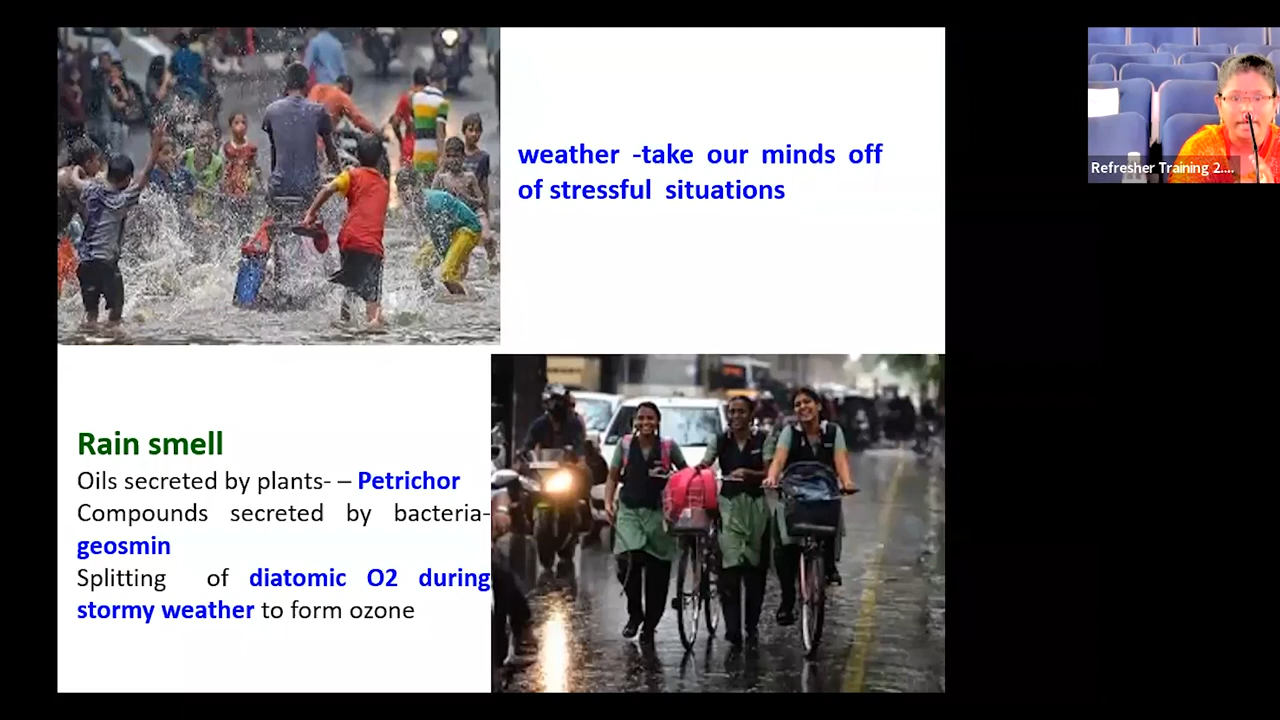 weather -take our minds off
of stressful situations
Refresher Training 2....
Rain smell
Oils secreted by plants- – Petrichor
Compounds secreted by bacteria-
geosmin
Splitting of diatomic O2 during
stormy weather to form ozone